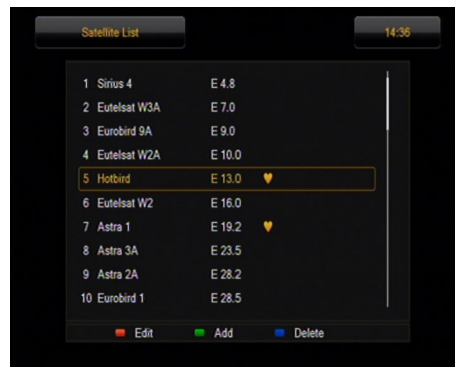 Satellite List 14:36
1 Sirius 4 E 4.8
2 Eutelsat W3A E 7.0
3 Eurobird 9A E 9.0
4 Eutelsat W2A E 10.0
5 Hotbird E 13.0
6 Eutelsat W2 E 16.0
7 Astra 1 E 19.2
8 Astra 3A E 23.5
9 Astra 2A E 28.2
10 Eurobird 1 E 28.5
Edit Add Delete